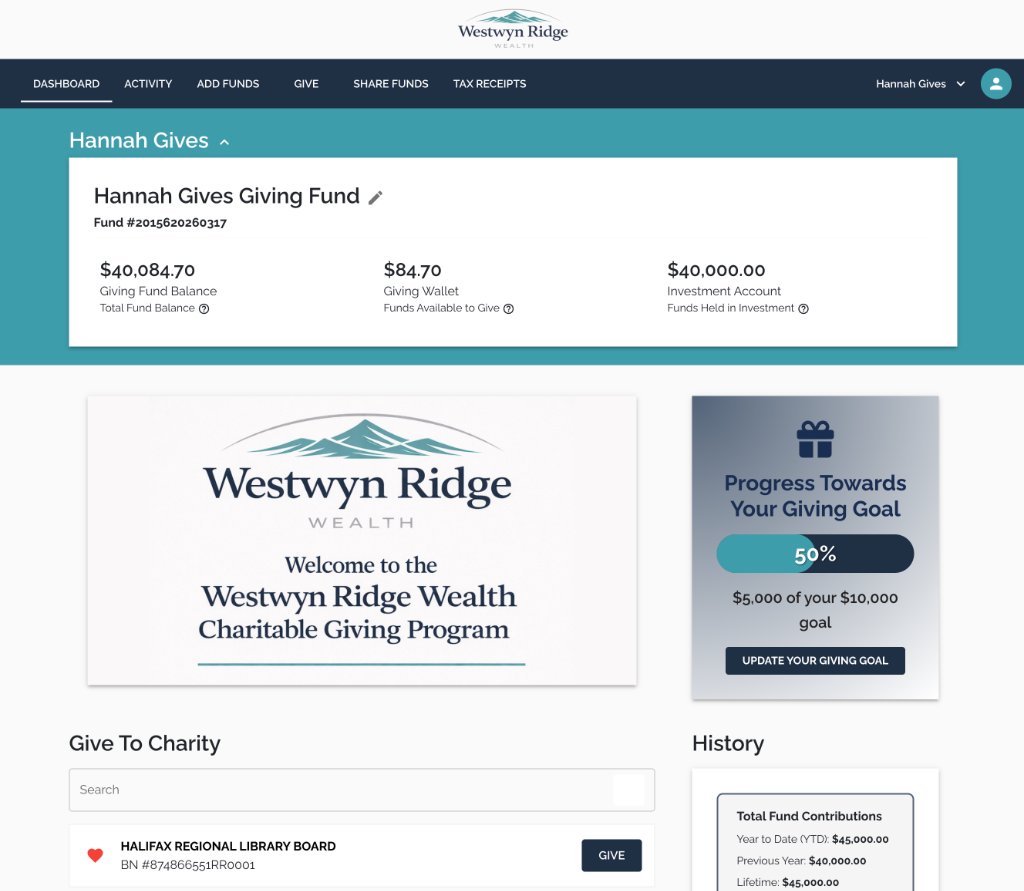 Westwyn Ridge
WEALTH
DASHBOARD ACTIVITY ADD FUNDS GIVE SHARE FUNDS TAX RECEIPTS Hannah Gives
Hannah Gives
Hannah Gives Giving Fund
Fund #2015620260317
$40,084.70
Giving Fund Balance
Total Fund Balance
$84.70
Giving Wallet
Funds Available to Give
$40,000.00
Investment Account
Funds Held in Investment
Westwyn Ridge
WEALTH
Welcome to the
Westwyn Ridge Wealth
Charitable Giving Program
Progress Towards
Your Giving Goal
50%
$5,000 of your $10,000
goal
UPDATE YOUR GIVING GOAL
Give To Charity
Search
HALIFAX REGIONAL LIBRARY BOARD
BN #874866551RR0001
GIVE
History
Total Fund Contributions
Year to Date (YTD): $45,000.00
Previous Year: $40,000.00
Lifetime: $45,000.00